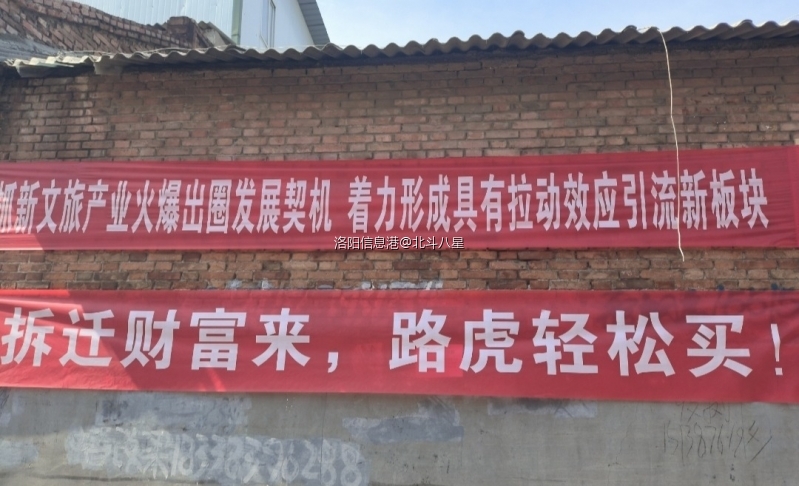 抓新文旅产业火爆出圈发展契机 着力形成具有拉动效应引流新板块
洛阳信息港@北斗八星
拆迁财富来，路虎轻松买！